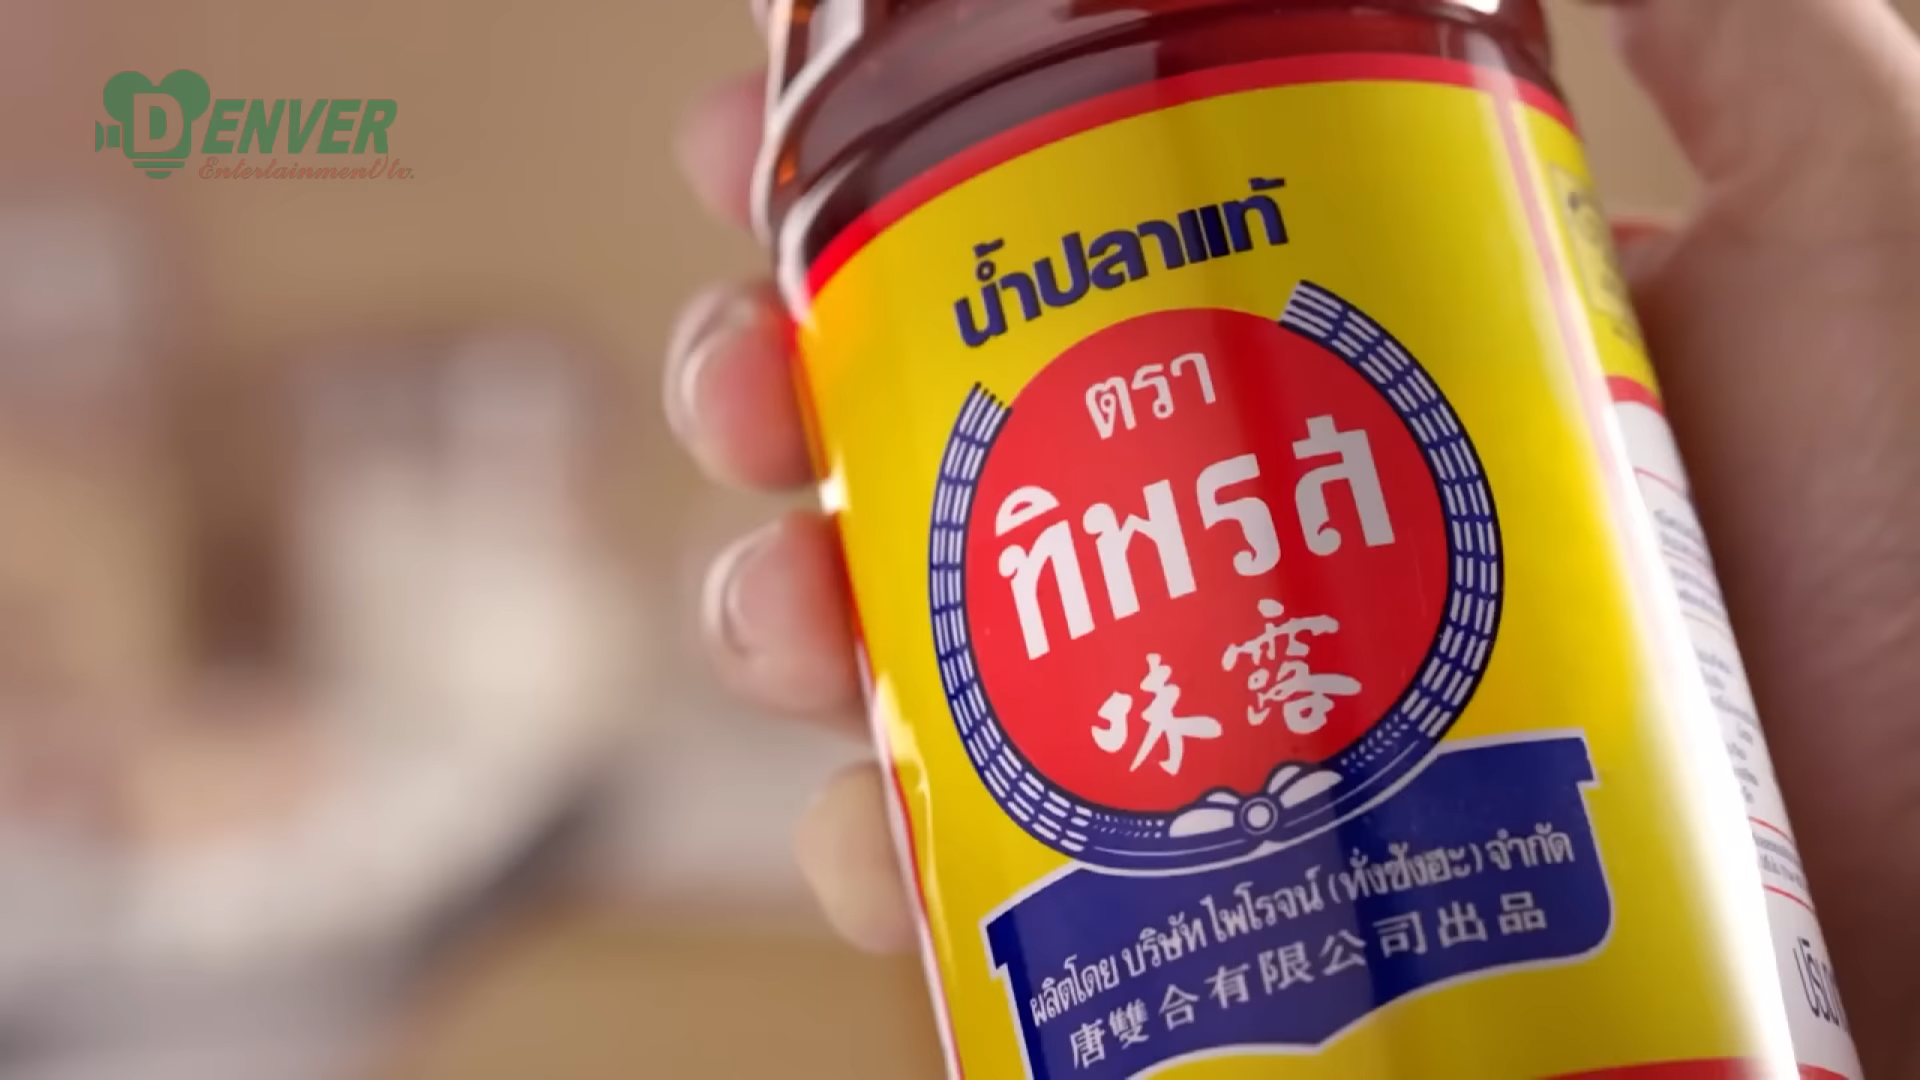 DENVER
Entertainment tv.
น้ำปลาแท้
ตรา
ทิพรส
味露
ผลิตโดย บริษัท ไพโรจน์ (ทั่งซังฮะ) จำกัด
唐雙合有限公司出品